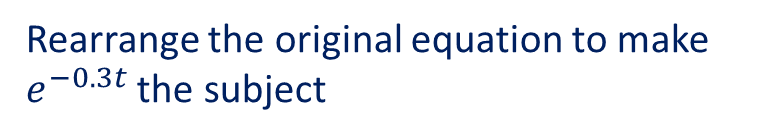 Rearrange the original equation to make
e^{-0.3t} the subject